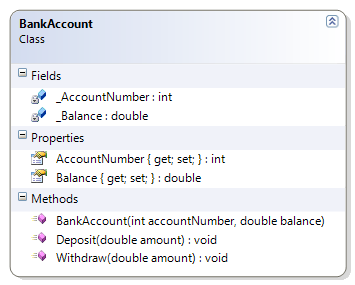 BankAccount
Class
Fields
_AccountNumber : int
_Balance : double
Properties
AccountNumber { get; set; } : int
Balance { get; set; } : double
Methods
BankAccount(int accountNumber, double balance)
Deposit(double amount) : void
Withdraw(double amount) : void